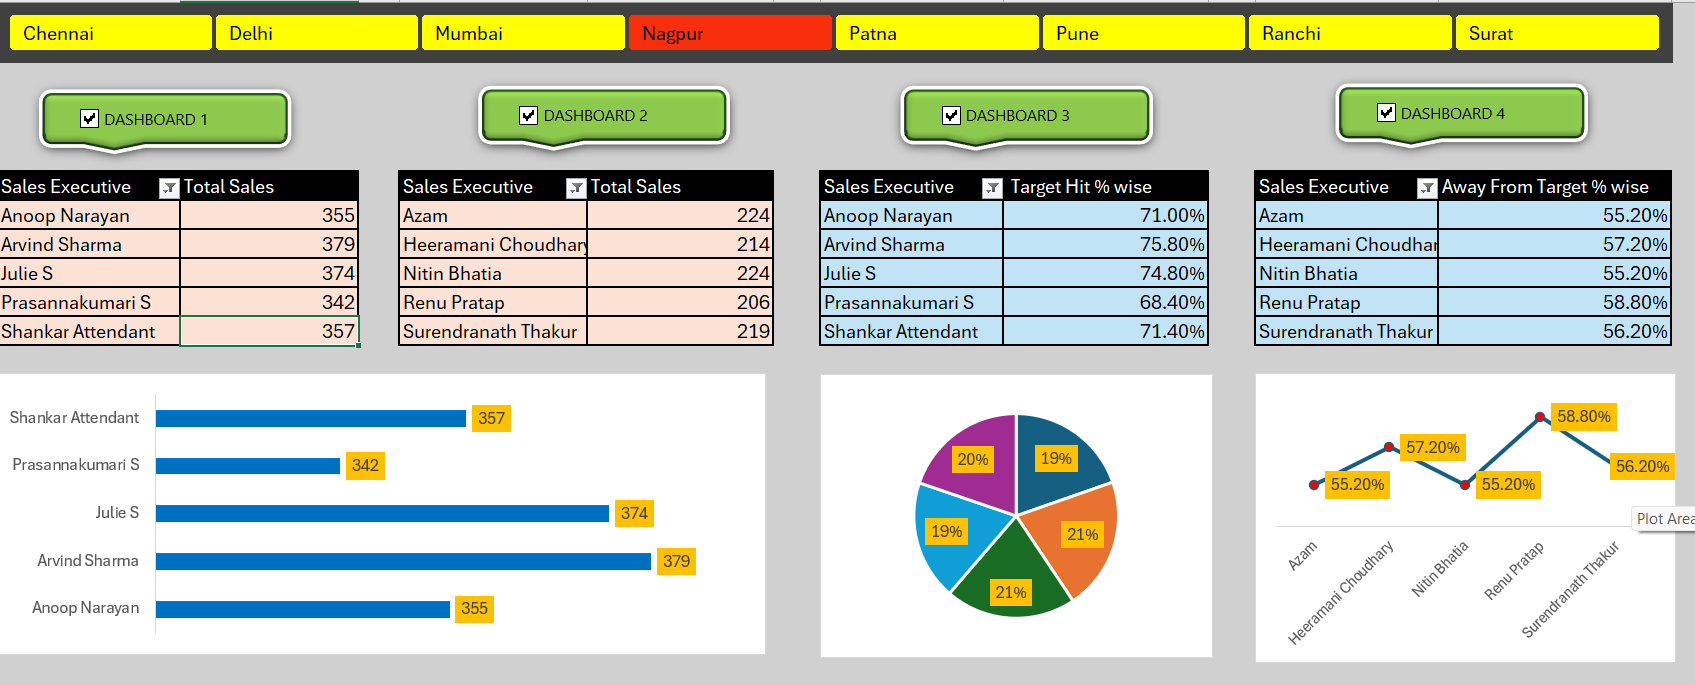 Chennai Delhi Mumbai Nagpur Patna Pune Ranchi Surat
DASHBOARD 1 DASHBOARD 2 DASHBOARD 3 DASHBOARD 4
Sales Executive Total Sales
Anoop Narayan 355
Arvind Sharma 379
Julie S 374
Prasannakumari S 342
Shankar Attendant 357
Sales Executive Total Sales
Azam 224
Heeramani Choudhary 214
Nitin Bhatia 224
Renu Pratap 206
Surendranath Thakur 219
Sales Executive Target Hit % wise
Anoop Narayan 71.00%
Arvind Sharma 75.80%
Julie S 74.80%
Prasannakumari S 68.40%
Shankar Attendant 71.40%
Sales Executive Away From Target % wise
Azam 55.20%
Heeramani Choudhar 57.20%
Nitin Bhatia 55.20%
Renu Pratap 58.80%
Surendranath Thakur 56.20%
Shankar Attendant 357
Prasannakumari S 342
Julie S 374
Arvind Sharma 379
Anoop Narayan 355
20% 19%
19% 21%
21%
58.80%
57.20%
56.20%
55.20% 55.20%
Plot Area
Azam
Heeramani Choudhary
Nitin Bhatia
Renu Pratap
Surendranath Thakur